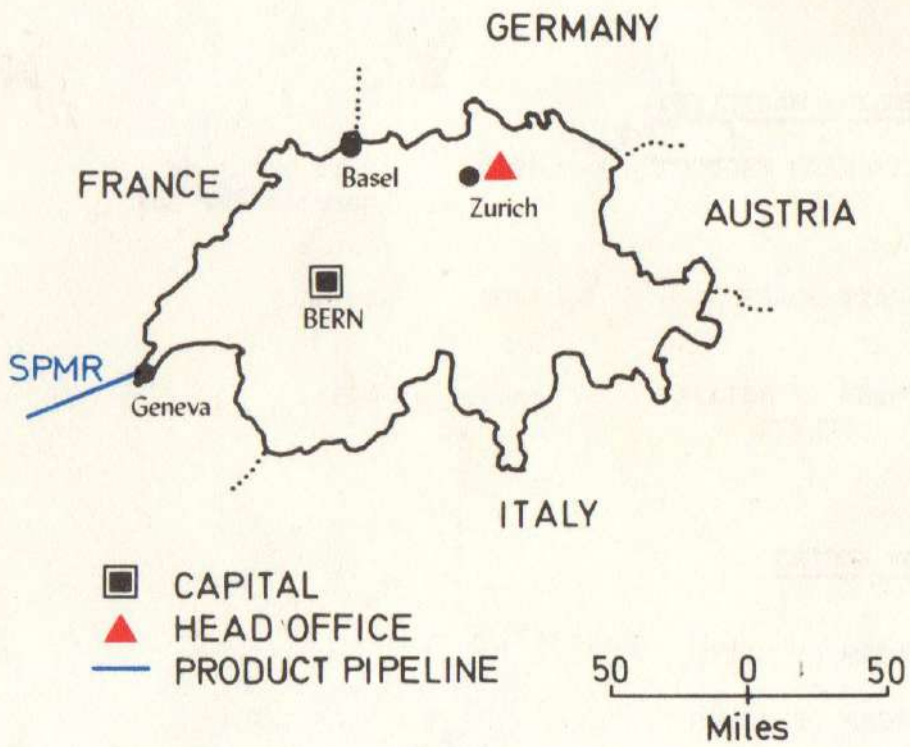 GERMANY
FRANCE
Basel
Zurich
AUSTRIA
BERN
SPMR
Geneva
ITALY
CAPITAL
HEAD OFFICE
PRODUCT PIPELINE
50 0 50
Miles